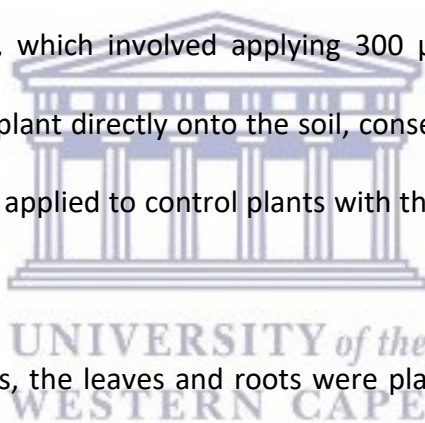 , which involved applying 300 µ
plant directly onto the soil, conse
applied to control plants with th
UNIVERSITY of the
s, the leaves and roots were pla
WESTERN CAPE